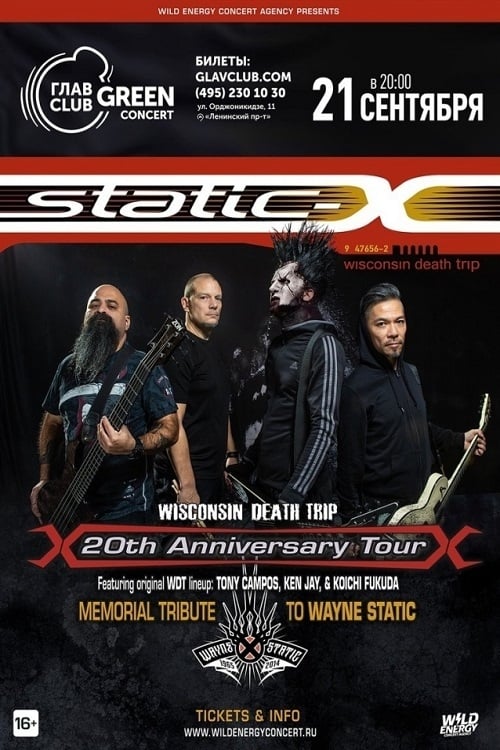 WILD ENERGY CONCERT AGENCY PRESENTS
ГЛАВ
CLUB
GREEN
CONCERT
БИЛЕТЫ:
GLAVCLUB.COM
(495) 230 10 30
ул. Орджоникидзе, 11
«Ленинский пр-т»
21
в 20:00
СЕНТЯБРЯ
static-X
9 47656-2
wisconsin death trip
WISCONSIN DEATH TRIP
20th Anniversary Tour
Featuring original WDT lineup: TONY CAMPOS, KEN JAY, & KOICHI FUKUDA
MEMORIAL TRIBUTE TO WAYNE STATIC
WAYNE STATIC
1965 2014
TICKETS & INFO
WWW.WILDENERGYCONCERT.RU
16+
WILD
ENERGY
CONCERT AGENCY